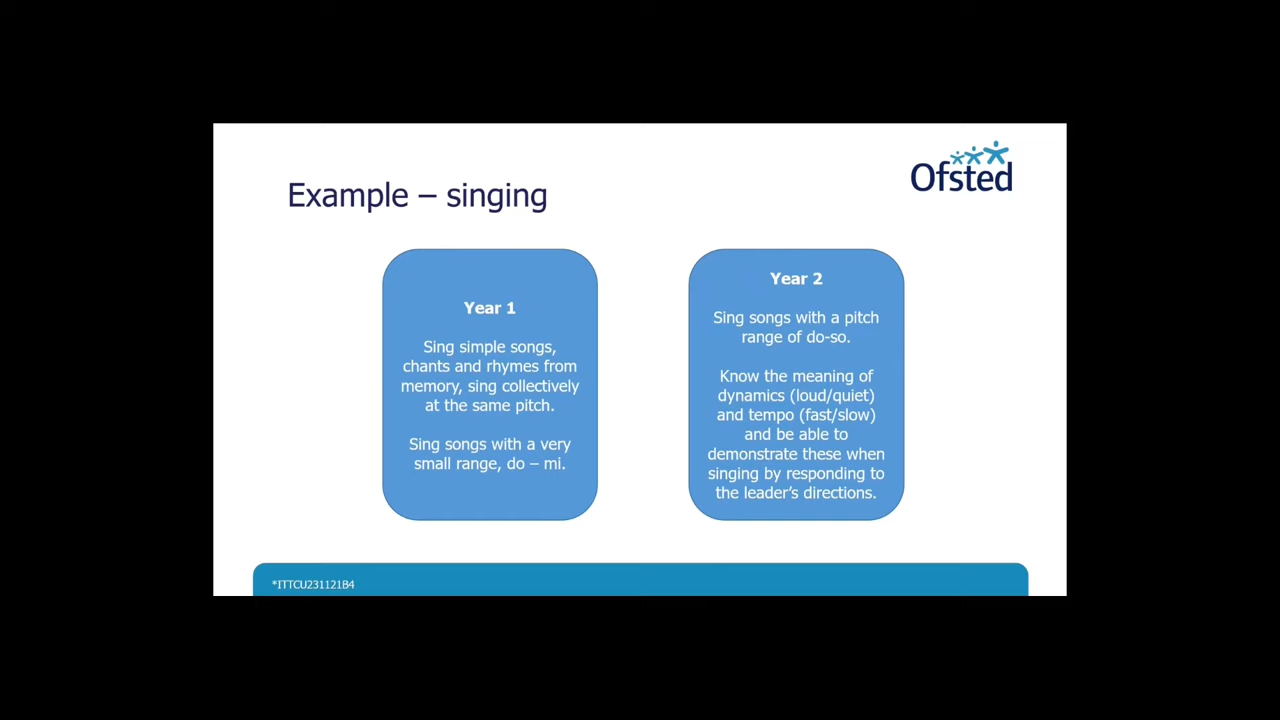 Ofsted
Example – singing
Year 1
Sing simple songs,
chants and rhymes from
memory, sing collectively
at the same pitch.
Sing songs with a very
small range, do – mi.
Year 2
Sing songs with a pitch
range of do-so.
Know the meaning of
dynamics (loud/quiet)
and tempo (fast/slow)
and be able to
demonstrate these when
singing by responding to
the leader’s directions.
*ITTCU231121B4